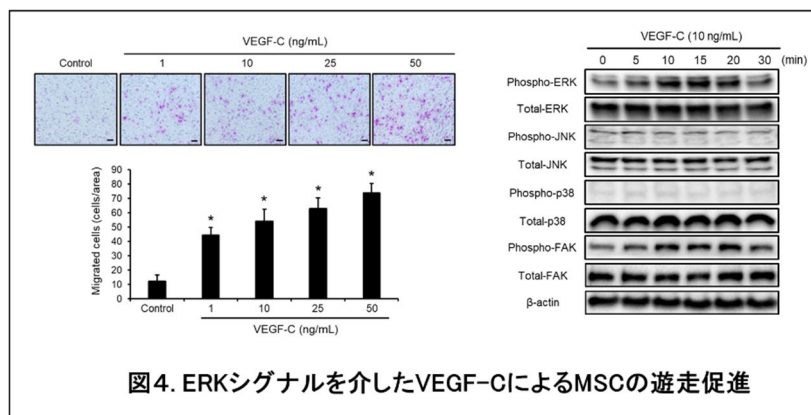 VEGF-C (ng/mL)
Control 1 10 25 50
Migrated cells (cells/area)
90
80
70
60
50
40
30
20
10
0
* * * *
Control 1 10 25 50
VEGF-C (ng/mL)
VEGF-C (10 ng/mL)
0 5 10 15 20 30 (min)
Phospho-ERK
Total-ERK
Phospho-JNK
Total-JNK
Phospho-p38
Total-p38
Phospho-FAK
Total-FAK
β-actin
図4. ERKシグナルを介したVEGF-CによるMSCの遊走促進